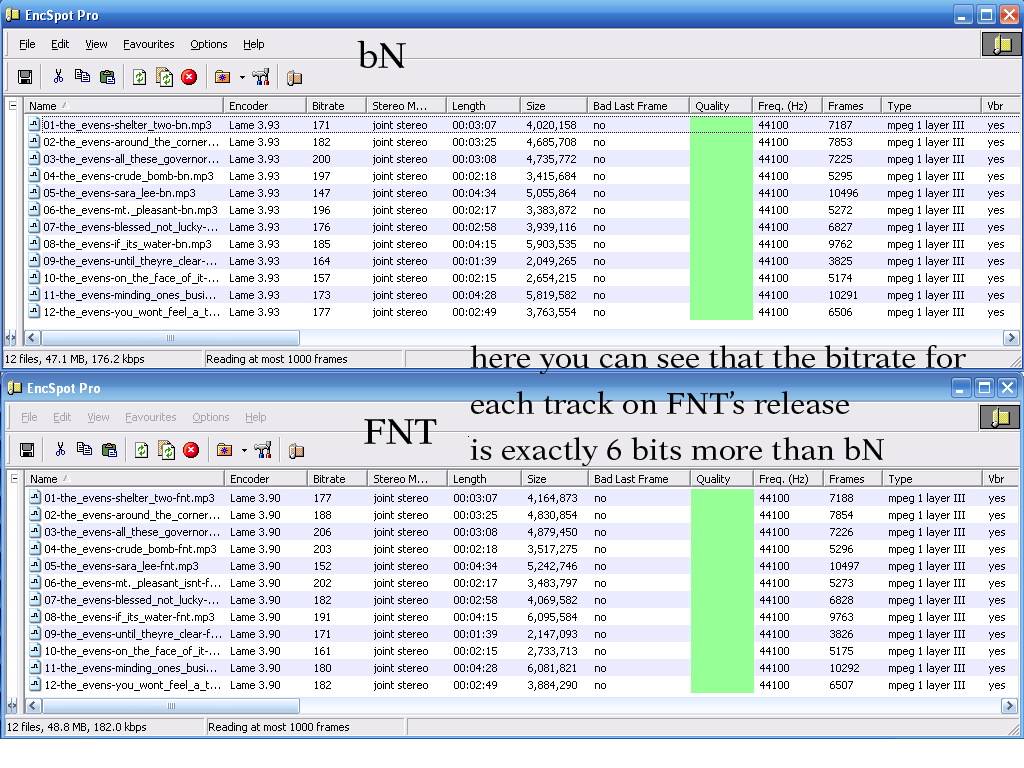 EncSpot Pro
File Edit View Favourites Options Help
bN
Name Encoder Bitrate Stereo M... Length Size Bad Last Frame Quality Freq. (Hz) Frames Type Vbr
01-the_evens-shelter_two-bn.mp3 Lame 3.93 171 joint stereo 00:03:07 4,020,158 no 44100 7187 mpeg 1 layer III yes
02-the_evens-around_the_corner... Lame 3.93 182 joint stereo 00:03:25 4,685,708 no 44100 7853 mpeg 1 layer III yes
03-the_evens-all_these_governor... Lame 3.93 200 joint stereo 00:03:08 4,735,772 no 44100 7225 mpeg 1 layer III yes
04-the_evens-crude_bomb-bn.mp3 Lame 3.93 197 joint stereo 00:02:18 3,415,684 no 44100 5295 mpeg 1 layer III yes
05-the_evens-sara_lee-bn.mp3 Lame 3.93 147 joint stereo 00:04:34 5,055,864 no 44100 10496 mpeg 1 layer III yes
06-the_evens-mt._pleasant-bn.mp3 Lame 3.93 196 joint stereo 00:02:17 3,383,872 no 44100 5272 mpeg 1 layer III yes
07-the_evens-blessed_not_lucky-... Lame 3.93 176 joint stereo 00:02:58 3,939,116 no 44100 6827 mpeg 1 layer III yes
08-the_evens-if_its_water-bn.mp3 Lame 3.93 185 joint stereo 00:04:15 5,903,535 no 44100 9762 mpeg 1 layer III yes
09-the_evens-until_theyre_clear-... Lame 3.93 164 joint stereo 00:01:39 2,049,265 no 44100 3825 mpeg 1 layer III yes
10-the_evens-on_the_face_of_it-... Lame 3.93 157 joint stereo 00:02:15 2,654,215 no 44100 5174 mpeg 1 layer III yes
11-the_evens-minding_ones_busi... Lame 3.93 173 joint stereo 00:04:28 5,819,582 no 44100 10291 mpeg 1 layer III yes
12-the_evens-you_wont_feel_a_t... Lame 3.93 177 joint stereo 00:02:49 3,763,554 no 44100 6506 mpeg 1 layer III yes
12 files, 47.1 MB, 176.2 kbps Reading at most 1000 frames
here you can see that the bitrate for
each track on FNT's release
is exactly 6 bits more than bN
EncSpot Pro
File Edit View Favourites Options Help
FNT
Name Encoder Bitrate Stereo M... Length Size Bad Last Frame Quality Freq. (Hz) Frames Type Vbr
01-the_evens-shelter_two-fnt.mp3 Lame 3.90 177 joint stereo 00:03:07 4,164,873 no 44100 7188 mpeg 1 layer III yes
02-the_evens-around_the_corner... Lame 3.90 188 joint stereo 00:03:25 4,830,854 no 44100 7854 mpeg 1 layer III yes
03-the_evens-all_these_governor... Lame 3.90 206 joint stereo 00:03:08 4,879,450 no 44100 7226 mpeg 1 layer III yes
04-the_evens-crude_bomb-fnt.mp3 Lame 3.90 203 joint stereo 00:02:18 3,517,275 no 44100 5296 mpeg 1 layer III yes
05-the_evens-sara_lee-fnt.mp3 Lame 3.90 152 joint stereo 00:04:34 5,242,746 no 44100 10497 mpeg 1 layer III yes
06-the_evens-mt._pleasant_isnt-f... Lame 3.90 202 joint stereo 00:02:17 3,483,797 no 44100 5273 mpeg 1 layer III yes
07-the_evens-blessed_not_lucky-... Lame 3.90 182 joint stereo 00:02:58 4,069,582 no 44100 6828 mpeg 1 layer III yes
08-the_evens-if_its_water-fnt.mp3 Lame 3.90 191 joint stereo 00:04:15 6,095,584 no 44100 9763 mpeg 1 layer III yes
09-the_evens-until_theyre_clear-f... Lame 3.90 171 joint stereo 00:01:39 2,147,093 no 44100 3826 mpeg 1 layer III yes
10-the_evens-on_the_face_of_it-... Lame 3.90 161 joint stereo 00:02:15 2,733,713 no 44100 5175 mpeg 1 layer III yes
11-the_evens-minding_ones_busi... Lame 3.90 180 joint stereo 00:04:28 6,081,821 no 44100 10292 mpeg 1 layer III yes
12-the_evens-you_wont_feel_a_t... Lame 3.90 182 joint stereo 00:02:49 3,884,290 no 44100 6507 mpeg 1 layer III yes
12 files, 48.8 MB, 182.0 kbps Reading at most 1000 frames